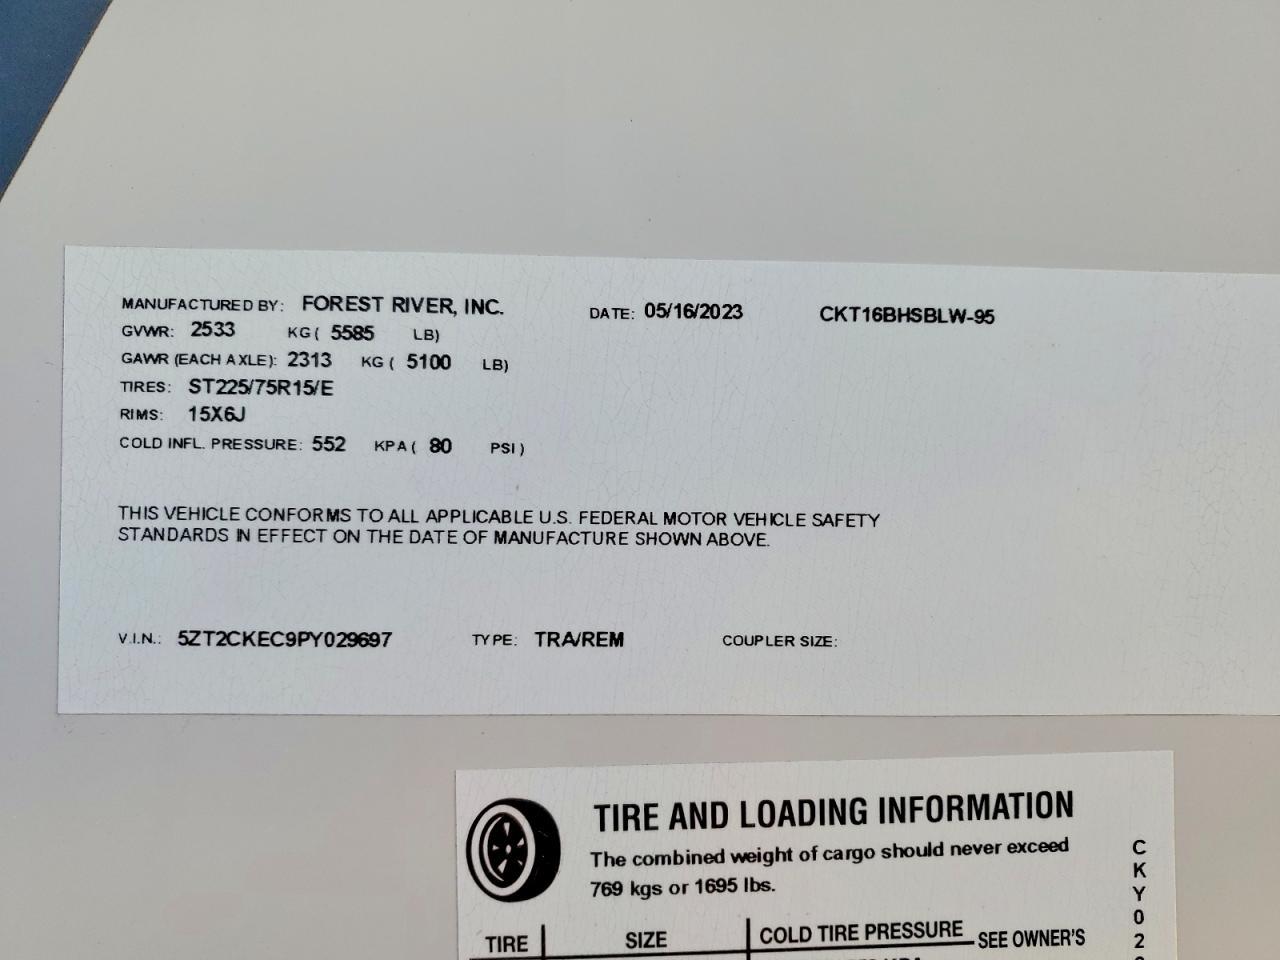 MANUFACTURED BY: FOREST RIVER, INC. DATE: 05/16/2023 CKT16BHSBLW-95
GVWR: 2533 KG ( 5585 LB)
GAWR (EACH AXLE): 2313 KG ( 5100 LB)
TIRES: ST225/75R15/E
RIMS: 15X6J
COLD INFL. PRESSURE: 552 KPA ( 80 PSI )
THIS VEHICLE CONFORMS TO ALL APPLICABLE U.S. FEDERAL MOTOR VEHICLE SAFETY
STANDARDS IN EFFECT ON THE DATE OF MANUFACTURE SHOWN ABOVE.
V.I.N.: 5ZT2CKEC9PY029697 TYPE: TRA/REM COUPLER SIZE:
TIRE AND LOADING INFORMATION
The combined weight of cargo should never exceed
769 kgs or 1695 lbs.
TIRE SIZE COLD TIRE PRESSURE SEE OWNER'S
CKY02